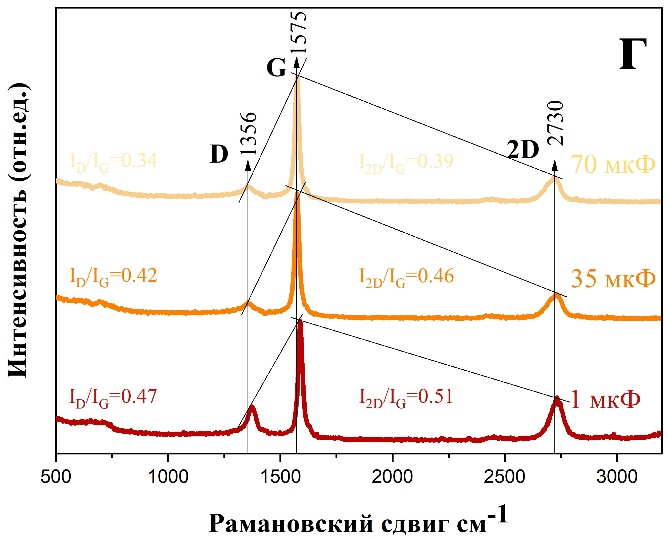 Г
1575
G
1356
D
2730
2D
I_D/I_G=0.34
I_2D/I_G=0.39
70 мкФ
I_D/I_G=0.42
I_2D/I_G=0.46
35 мкФ
I_D/I_G=0.47
I_2D/I_G=0.51
1 мкФ
Интенсивность (отн.ед.)
500 1000 1500 2000 2500 3000
Рамановский сдвиг см⁻¹